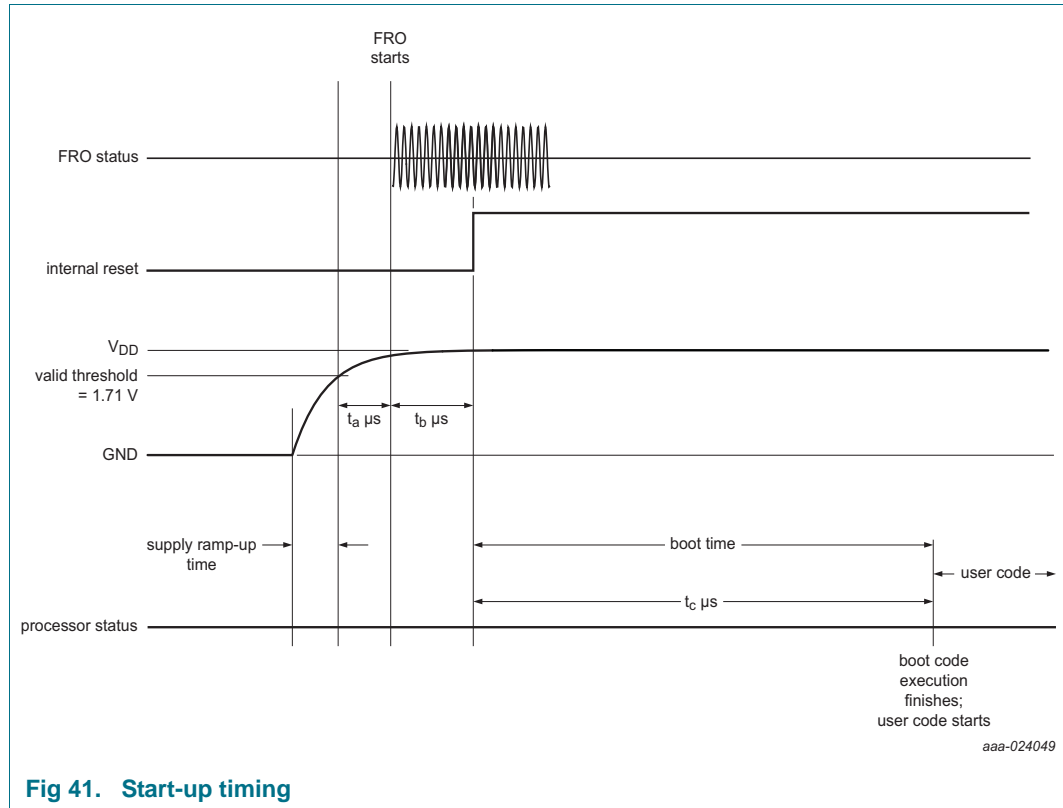 FRO
starts
FRO status
internal reset
VDD
valid threshold
= 1.71 V
ta μs
tb μs
GND
supply ramp-up
time
boot time
user code
tc μs
processor status
boot code
execution
finishes;
user code starts
aaa-024049
Fig 41. Start-up timing